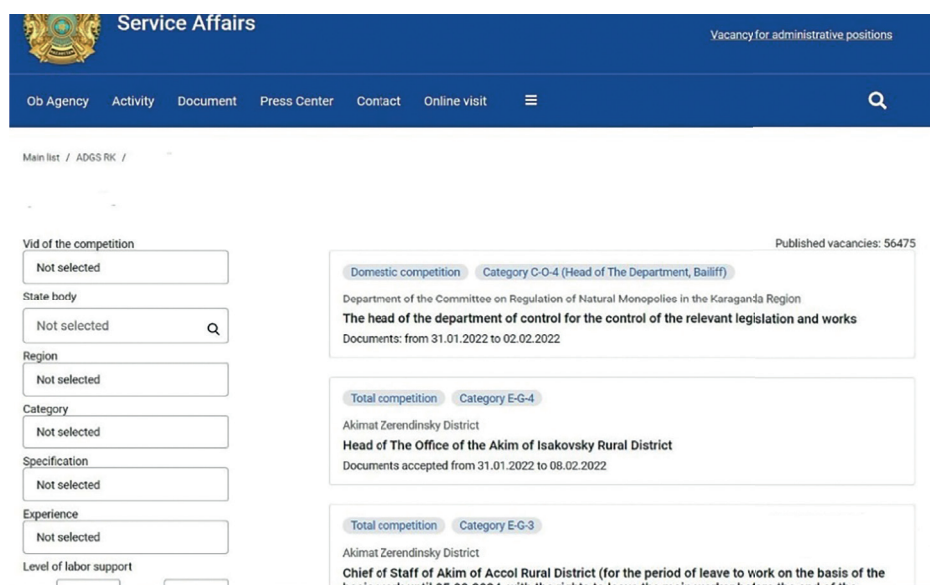 Service Affairs
Vacancy for administrative positions
Ob Agency Activity Document Press Center Contact Online visit
Main list / ADGS RK /
Published vacancies: 56475
Vid of the competition
Not selected
State body
Not selected
Region
Not selected
Category
Not selected
Specification
Not selected
Experience
Not selected
Level of labor support
Domestic competition Category C-O-4 (Head of The Department, Bailiff)
Department of the Committee on Regulation of Natural Monopolies in the Karaganda Region
The head of the department of control for the control of the relevant legislation and works
Documents: from 31.01.2022 to 02.02.2022
Total competition Category E-G-4
Akimat Zerendinsky District
Head of The Office of the Akim of Isakovsky Rural District
Documents accepted from 31.01.2022 to 08.02.2022
Total competition Category E-G-3
Akimat Zerendinsky District
Chief of Staff of Akim of Accol Rural District (for the period of leave to work on the basis of the